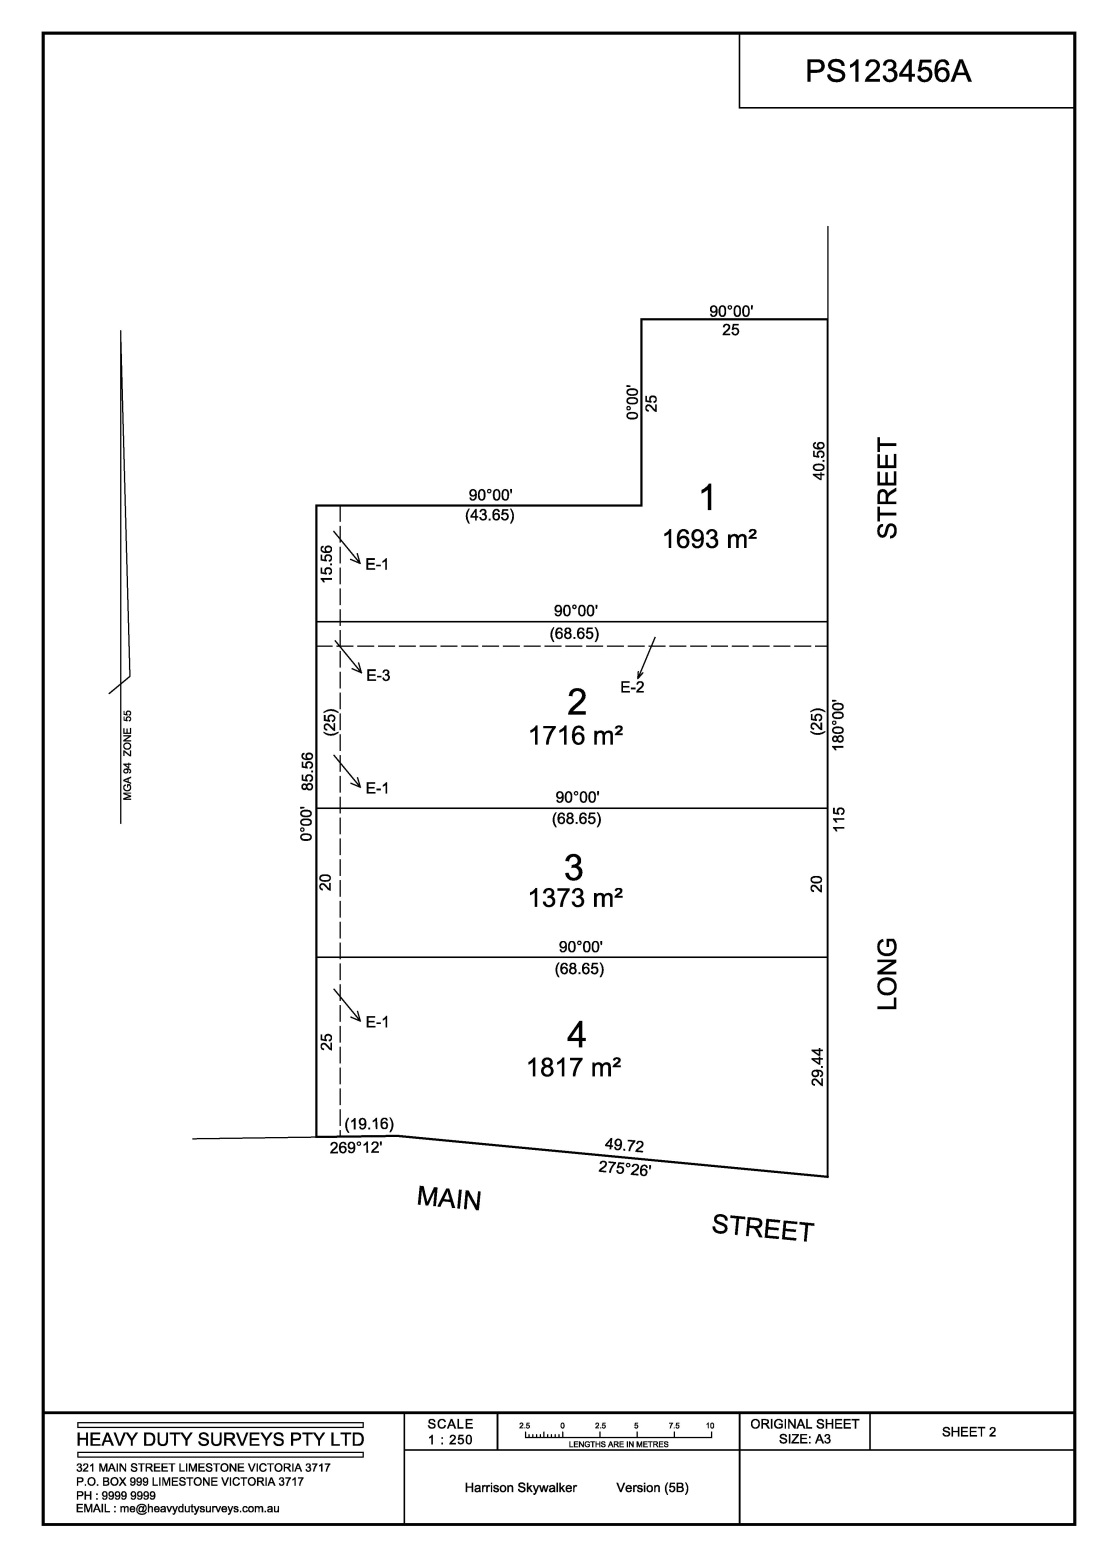 PS123456A
90°00'
25
0°00'
25
40.56
STREET
1
1693 m²
90°00'
(43.65)
15.56
E-1
90°00'
(68.65)
E-3
E-2
2
1716 m²
(25)
(25)
180°00'
MGA 94 ZONE 55
85.56
0°00'
E-1
90°00'
(68.65)
115
3
1373 m²
20
20
90°00'
(68.65)
LONG
E-1
4
1817 m²
25
29.44
(19.16)
269°12'
49.72
275°26'
MAIN STREET
HEAVY DUTY SURVEYS PTY LTD
321 MAIN STREET LIMESTONE VICTORIA 3717
P.O. BOX 999 LIMESTONE VICTORIA 3717
PH : 9999 9999
EMAIL : me@heavydutysurveys.com.au
SCALE
1 : 250
2.5 0 2.5 5 7.5 10
LENGTHS ARE IN METRES
ORIGINAL SHEET
SIZE: A3
SHEET 2
Harrison Skywalker Version (5B)